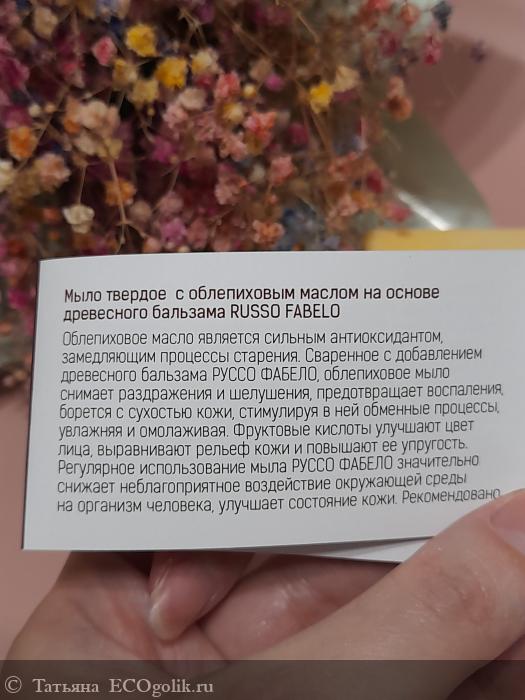 Мыло твердое с облепиховым маслом на основе
древесного бальзама RUSSO FABELO
Облепиховое масло является сильным антиоксидантом,
замедляющим процессы старения. Сваренное с добавлением
древесного бальзама РУССО ФАБЕЛО, облепиховое мыло
снимает раздражения и шелушения, предотвращает воспаления,
борется с сухостью кожи, стимулируя в ней обменные процессы,
увлажняя и омолаживая. Фруктовые кислоты улучшают цвет
лица, выравнивают рельеф кожи и повышают ее упругость.
Регулярное использование мыла РУССО ФАБЕЛО значительно
снижает неблагоприятное воздействие окружающей среды
на организм человека, улучшает состояние кожи. Рекомендовано
© Татьяна ECOgolik.ru